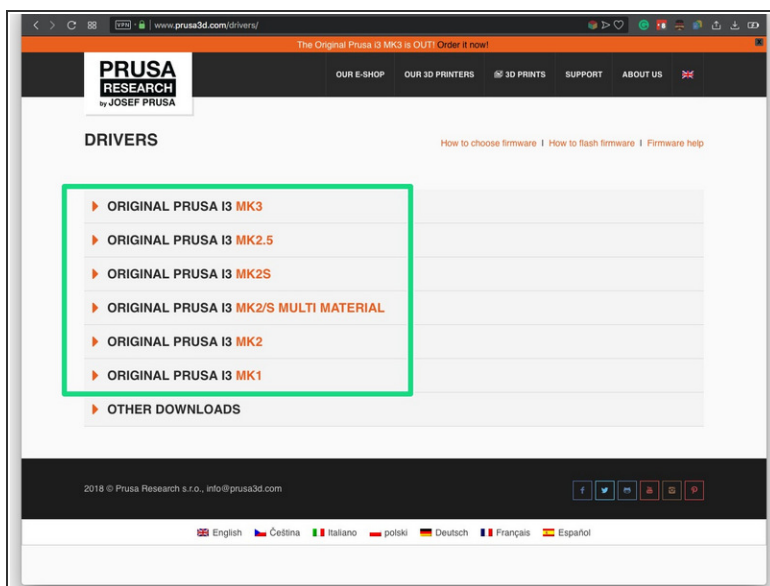 VPN www.prusa3d.com/drivers/
The Original Prusa i3 MK3 is OUT! Order it now!
PRUSA
RESEARCH
by JOSEF PRUSA
OUR E-SHOP OUR 3D PRINTERS 3D PRINTS SUPPORT ABOUT US
DRIVERS
How to choose firmware | How to flash firmware | Firmware help
ORIGINAL PRUSA I3 MK3
ORIGINAL PRUSA I3 MK2.5
ORIGINAL PRUSA I3 MK2S
ORIGINAL PRUSA I3 MK2/S MULTI MATERIAL
ORIGINAL PRUSA I3 MK2
ORIGINAL PRUSA I3 MK1
OTHER DOWNLOADS
2018 © Prusa Research s.r.o., info@prusa3d.com
English Čeština Italiano polski Deutsch Français Español